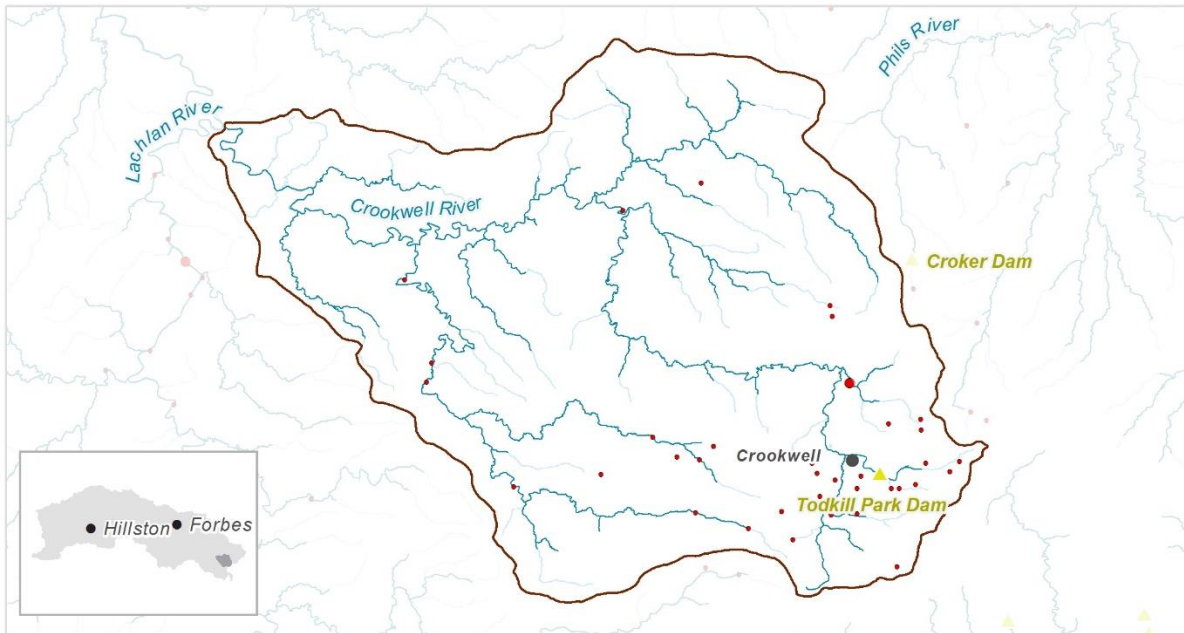 Phils River
Lachlan River
Crookwell River
Croker Dam
Crookwell
Todkill Park Dam
Hillston
Forbes